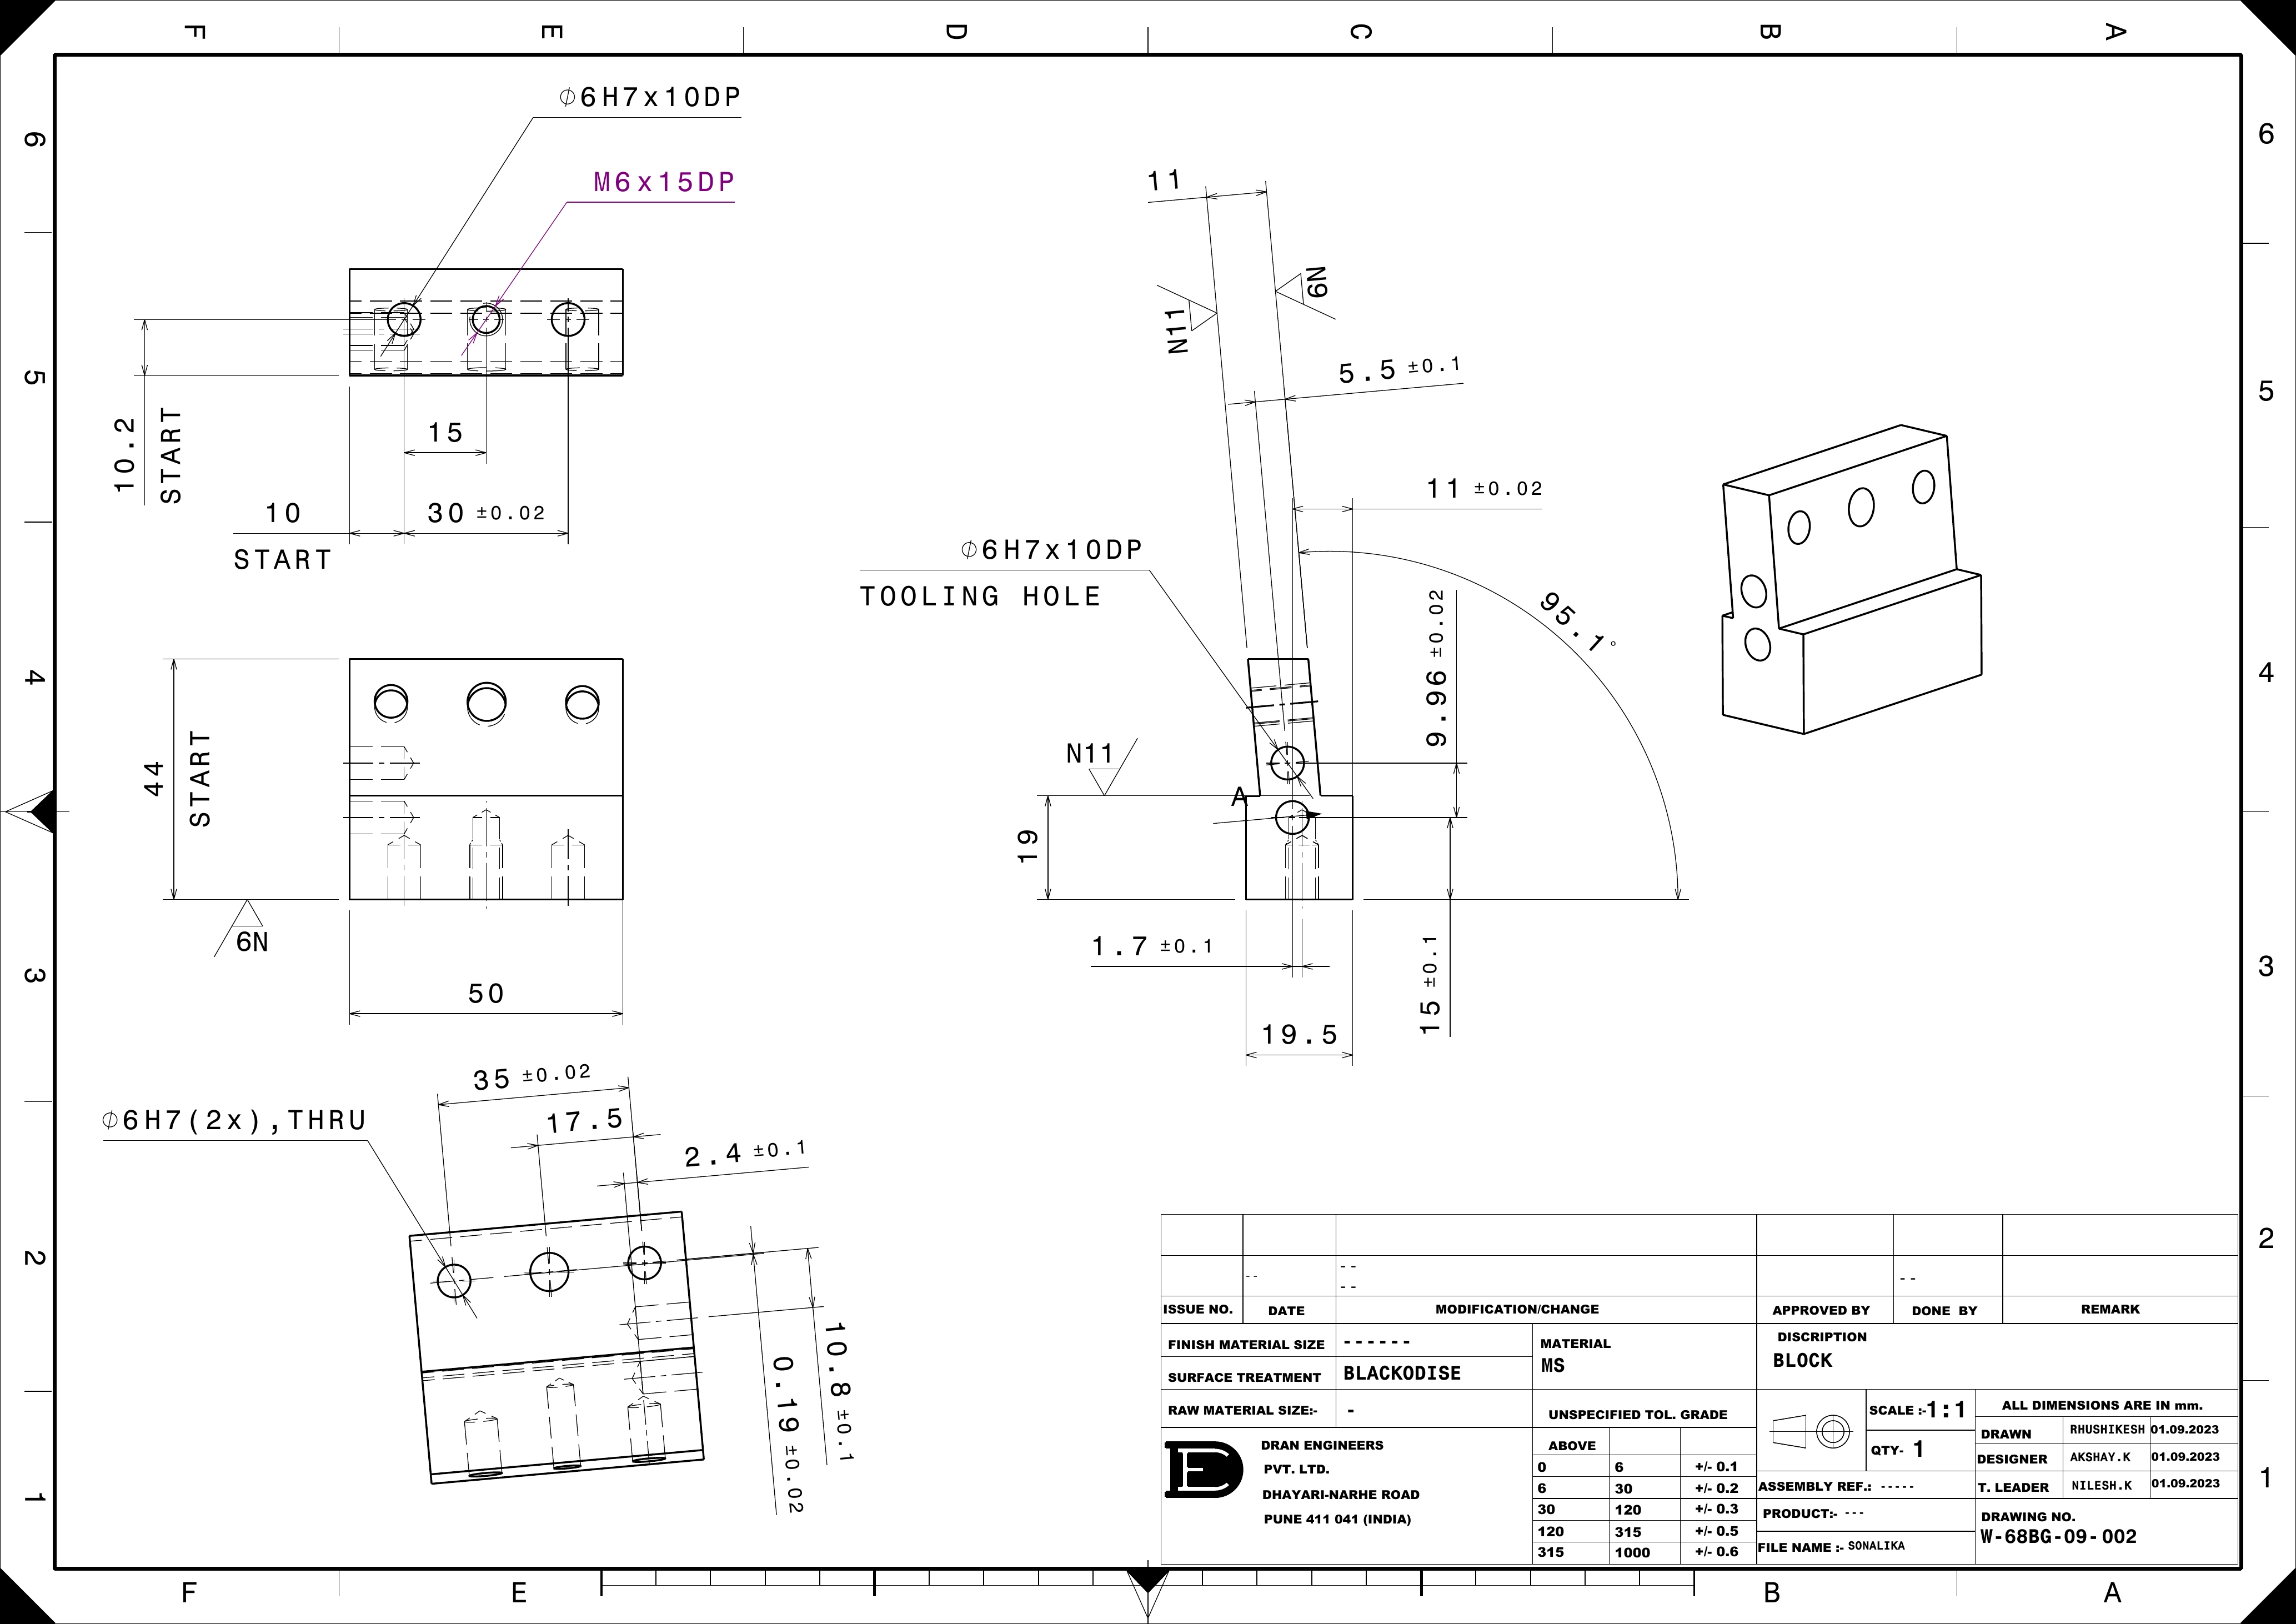 F E D C B A
6
5
4
3
2
1
6
5
4
3
2
1
⌀6H7x10DP
M6x15DP
10.2
START
15
10
30 ±0.02
START
44
START
6N
50
35 ±0.02
17.5
2.4 ±0.1
⌀6H7(2x),THRU
10.8 ±0.1
0.19 ±0.02
11
N11
6N
5.5 ±0.1
11 ±0.02
⌀6H7x10DP
TOOLING HOLE
95.1°
9.96 ±0.02
N11
A
19
1.7 ±0.1
15 ±0.1
19.5
--
--
--
--
ISSUE NO. DATE MODIFICATION/CHANGE APPROVED BY DONE BY REMARK
FINISH MATERIAL SIZE ------
SURFACE TREATMENT BLACKODISE
RAW MATERIAL SIZE:- -
MATERIAL
MS
DISCRIPTION
BLOCK
UNSPECIFIED TOL. GRADE
ABOVE
0 6 +/- 0.1
6 30 +/- 0.2
30 120 +/- 0.3
120 315 +/- 0.5
315 1000 +/- 0.6
DE
DRAN ENGINEERS
PVT. LTD.
DHAYARI-NARHE ROAD
PUNE 411 041 (INDIA)
SCALE :-1:1
QTY- 1
ASSEMBLY REF.: -----
PRODUCT:- ---
FILE NAME :- SONALIKA
ALL DIMENSIONS ARE IN mm.
DRAWN RHUSHIKESH 01.09.2023
DESIGNER AKSHAY.K 01.09.2023
T. LEADER NILESH.K 01.09.2023
DRAWING NO.
W-68BG-09-002
F E B A